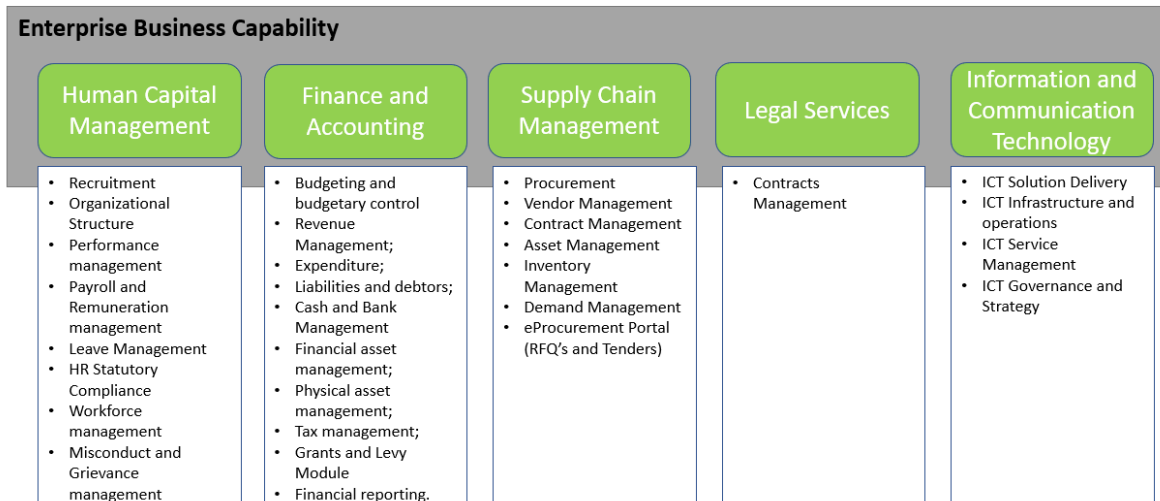 Enterprise Business Capability
Human Capital
Management
• Recruitment
• Organizational
Structure
• Performance
management
• Payroll and
Remuneration
management
• Leave Management
• HR Statutory
Compliance
• Workforce
management
• Misconduct and
Grievance
management
Finance and
Accounting
• Budgeting and
budgetary control
• Revenue
Management;
• Expenditure;
• Liabilities and debtors;
• Cash and Bank
Management
• Financial asset
management;
• Physical asset
management;
• Tax management;
• Grants and Levy
Module
• Financial reporting.
Supply Chain
Management
• Procurement
• Vendor Management
• Contract Management
• Asset Management
• Inventory
Management
• Demand Management
• eProcurement Portal
(RFQ's and Tenders)
Legal Services
• Contracts
Management
Information and
Communication
Technology
• ICT Solution Delivery
• ICT Infrastructure and
operations
• ICT Service
Management
• ICT Governance and
Strategy